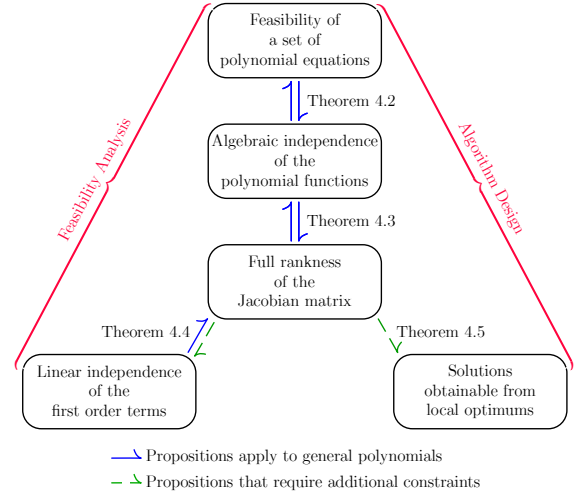 Feasibility of
a set of
polynomial equations
Theorem 4.2
Algebraic independence
of the
polynomial functions
Feasibility Analysis
Algorithm Design
Theorem 4.3
Full rankness
of the
Jacobian matrix
Theorem 4.4
Theorem 4.5
Linear independence
of the
first order terms
Solutions
obtainable from
local optimums
Propositions apply to general polynomials
Propositions that require additional constraints